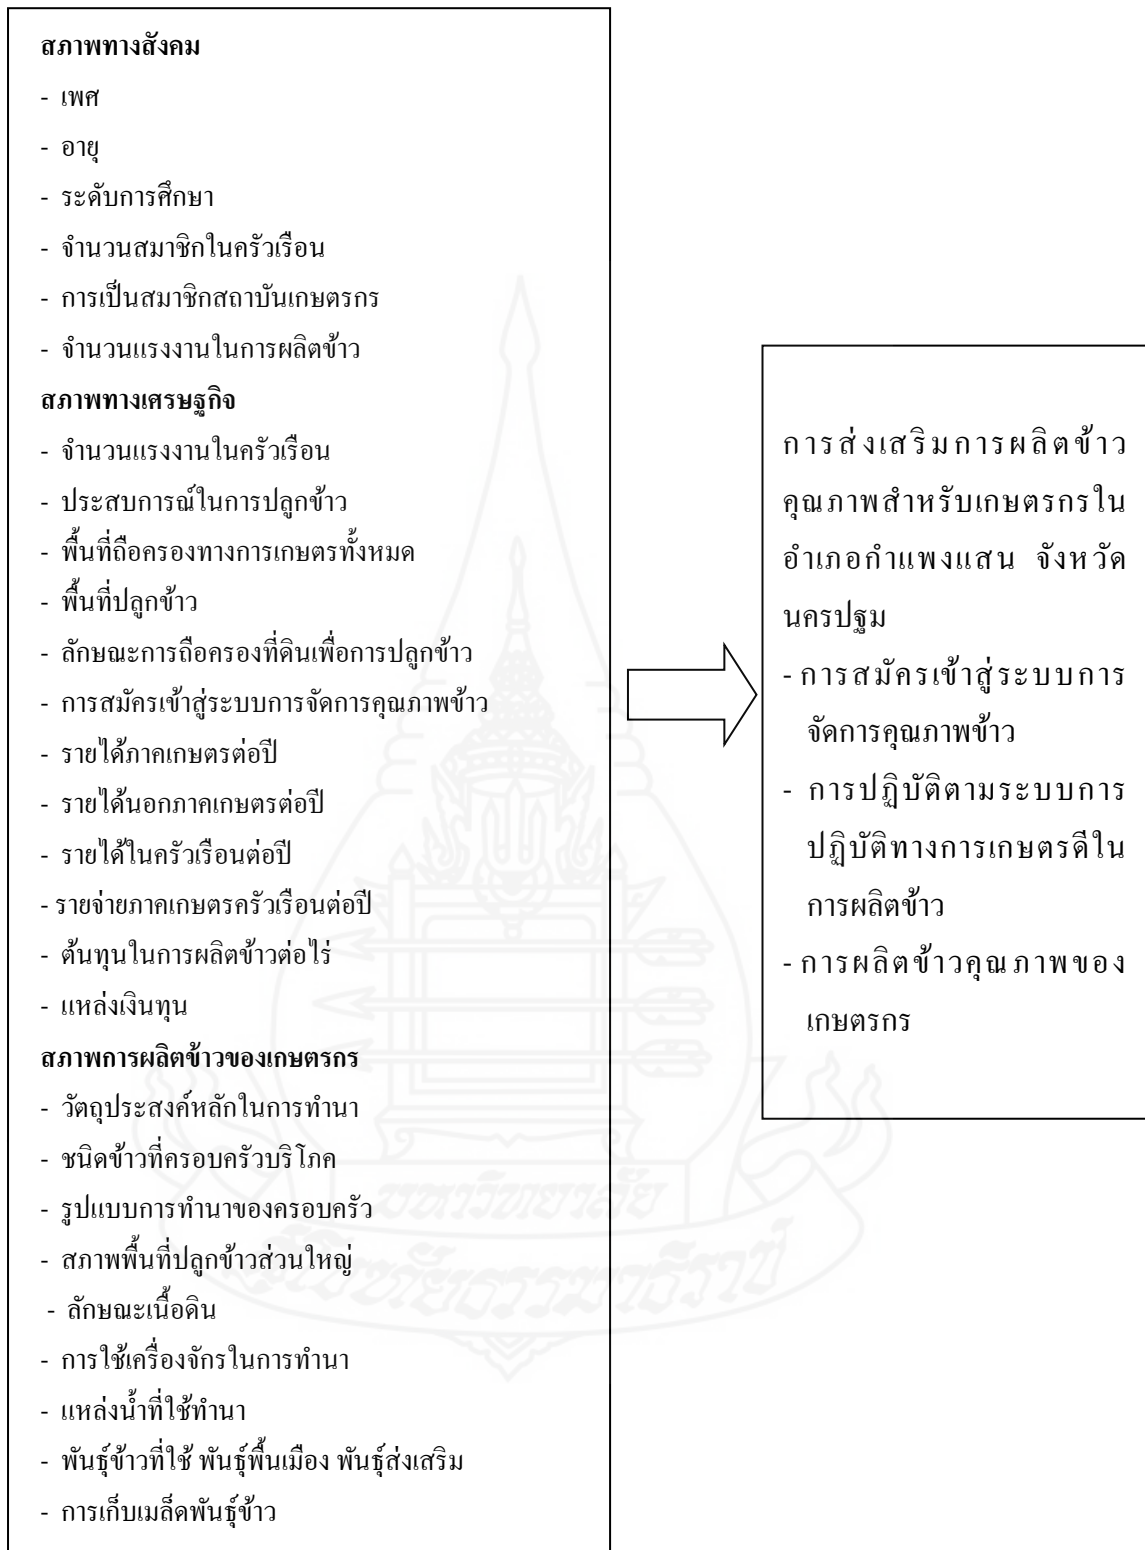 สภาพทางสังคม
- เพศ
- อายุ
- ระดับการศึกษา
- จำนวนสมาชิกในครัวเรือน
- การเป็นสมาชิกสถาบันเกษตรกร
- จำนวนแรงงานในการผลิตข้าว
สภาพทางเศรษฐกิจ
- จำนวนแรงงานในครัวเรือน
- ประสบการณ์ในการปลูกข้าว
- พื้นที่ถือครองทางการเกษตรทั้งหมด
- พื้นที่ปลูกข้าว
- ลักษณะการถือครองที่ดินเพื่อการปลูกข้าว
- การสมัครเข้าสู่ระบบการจัดการคุณภาพข้าว
- รายได้ภาคเกษตรต่อปี
- รายได้นอกภาคเกษตรต่อปี
- รายได้ในครัวเรือนต่อปี
- รายจ่ายภาคเกษตรครัวเรือนต่อปี
- ต้นทุนในการผลิตข้าวต่อไร่
- แหล่งเงินทุน
สภาพการผลิตข้าวของเกษตรกร
- วัตถุประสงค์หลักในการทำนา
- ชนิดข้าวที่ครอบครัวบริโภค
- รูปแบบการทำนาของครอบครัว
- สภาพพื้นที่ปลูกข้าวส่วนใหญ่
- ลักษณะเนื้อดิน
- การใช้เครื่องจักรในการทำนา
- แหล่งน้ำที่ใช้ทำนา
- พันธุ์ข้าวที่ใช้ พันธุ์พื้นเมือง พันธุ์ส่งเสริม
- การเก็บเมล็ดพันธุ์ข้าว
การส่งเสริมการผลิตข้าว
คุณภาพสำหรับเกษตรกรใน
อำเภอกำแพงแสน จังหวัด
นครปฐม
- การสมัครเข้าสู่ระบบการ
จัดการคุณภาพข้าว
- การปฏิบัติตามระบบการ
ปฏิบัติทางการเกษตรดีใน
การผลิตข้าว
- การผลิตข้าวคุณภาพของ
เกษตรกร
มหาวิทยาลัย
สุโขทัยธรรมาธิราช